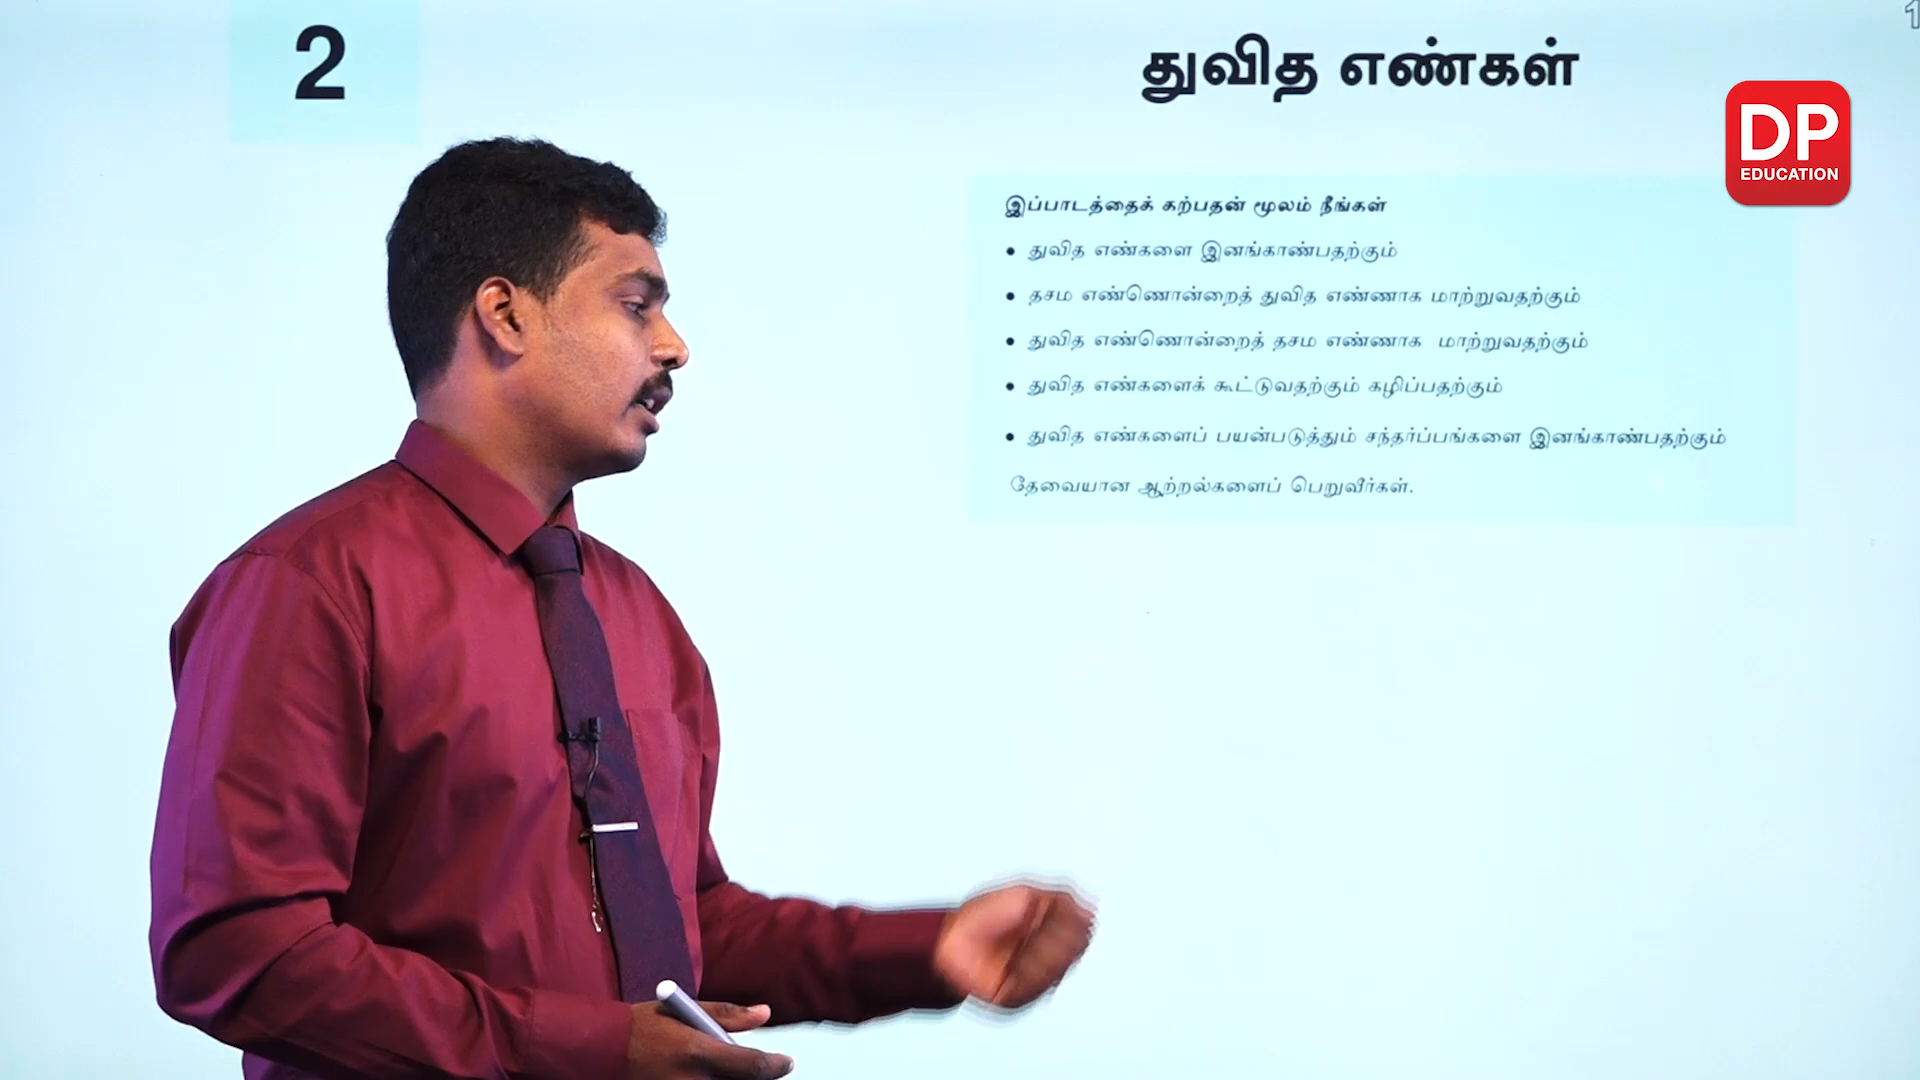 2
துவித எண்கள்
1
DP
EDUCATION
இப்பாடத்தைக் கற்பதன் மூலம் நீங்கள்
• துவித எண்களை இனங்காண்பதற்கும்
• தசம எண்ணொன்றைத் துவித எண்ணாக மாற்றுவதற்கும்
• துவித எண்ணொன்றைத் தசம எண்ணாக மாற்றுவதற்கும்
• துவித எண்களைக் கூட்டுவதற்கும் கழிப்பதற்கும்
• துவித எண்களைப் பயன்படுத்தும் சந்தர்ப்பங்களை இனங்காண்பதற்கும்
தேவையான ஆற்றல்களைப் பெறுவீர்கள்.